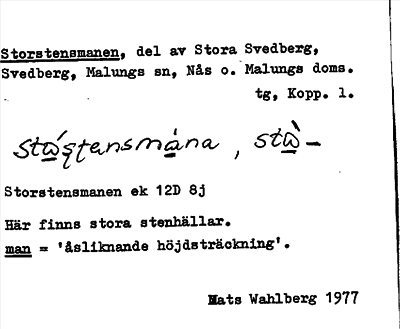 Storstensmanen, del av Stora Svedberg,
Svedberg, Malungs sn, Nås o. Malungs doms.
tg, Kopp. l.
stà-
Storstensmanen ek 12D 8j
Här finns stora stenhällar.
man = 'åsliknande höjdsträckning'.
Mats Wahlberg 1977